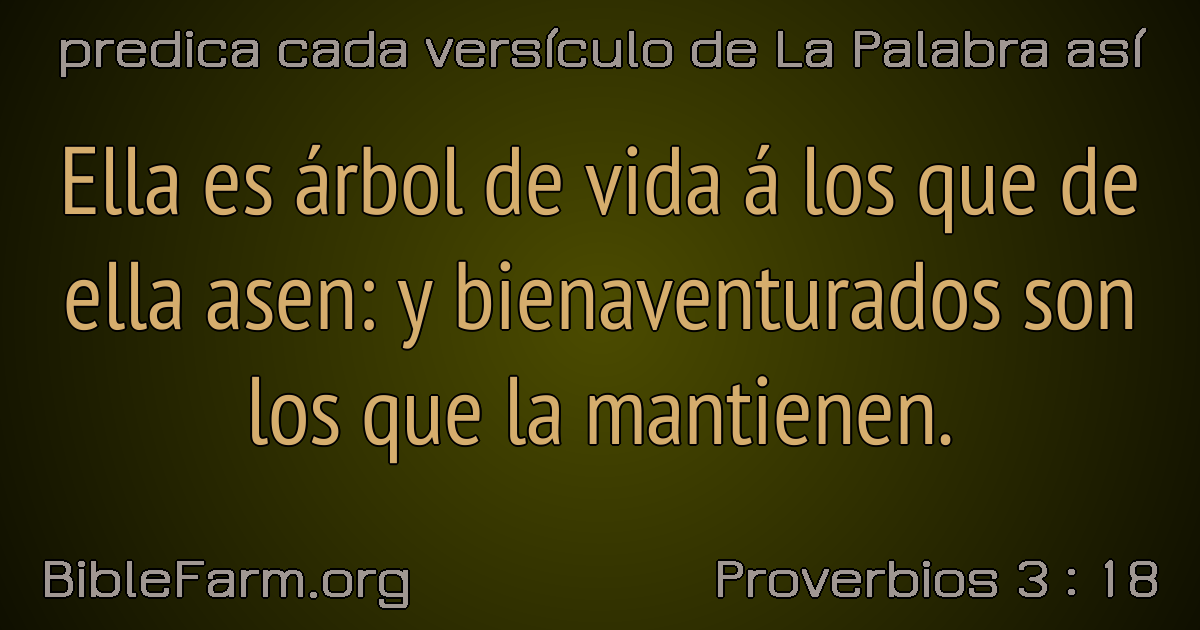 predica cada versículo de La Palabra así
Ella es árbol de vida á los que de
ella asen: y bienaventurados son
los que la mantienen.
BibleFarm.org
Proverbios 3 : 18